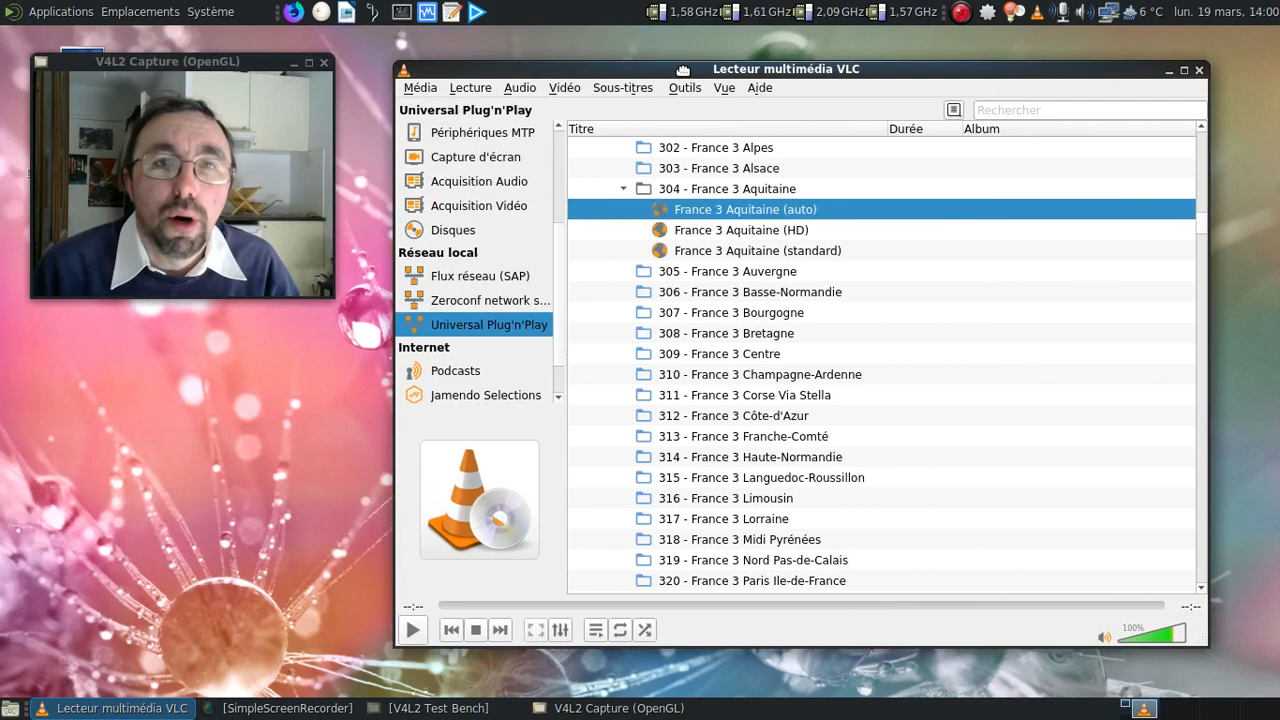 Applications Emplacements Système
1,58 GHz 1,61 GHz 2,09 GHz 1,57 GHz 6 °C lun. 19 mars, 14:00
V4L2 Capture (OpenGL)
Lecteur multimédia VLC
Média Lecture Audio Vidéo Sous-titres Outils Vue Aide
Universal Plug'n'Play
Rechercher
Périphériques MTP
Capture d'écran
Acquisition Audio
Acquisition Vidéo
Disques
Réseau local
Flux réseau (SAP)
Zeroconf network s...
Universal Plug'n'Play
Internet
Podcasts
Jamendo Selections
Titre Durée Album
302 - France 3 Alpes
303 - France 3 Alsace
304 - France 3 Aquitaine
France 3 Aquitaine (auto)
France 3 Aquitaine (HD)
France 3 Aquitaine (standard)
305 - France 3 Auvergne
306 - France 3 Basse-Normandie
307 - France 3 Bourgogne
308 - France 3 Bretagne
309 - France 3 Centre
310 - France 3 Champagne-Ardenne
311 - France 3 Corse Via Stella
312 - France 3 Côte-d'Azur
313 - France 3 Franche-Comté
314 - France 3 Haute-Normandie
315 - France 3 Languedoc-Roussillon
316 - France 3 Limousin
317 - France 3 Lorraine
318 - France 3 Midi Pyrénées
319 - France 3 Nord Pas-de-Calais
320 - France 3 Paris Ile-de-France
--:-- --:--
100%
Lecteur multimédia VLC [SimpleScreenRecorder] [V4L2 Test Bench] V4L2 Capture (OpenGL)